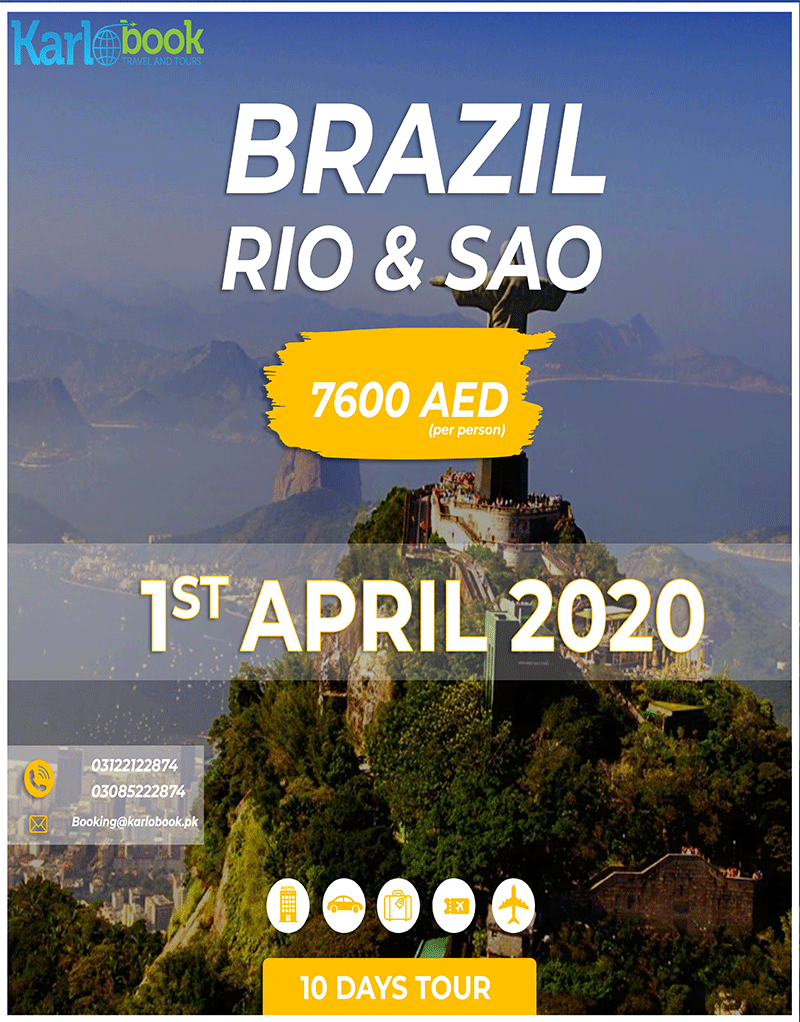 Karlobook
TRAVEL AND TOURS
BRAZIL
RIO & SAO
7600 AED
(per person)
1ST APRIL 2020
03122122874
03085222874
Booking@karlobook.pk
10 DAYS TOUR